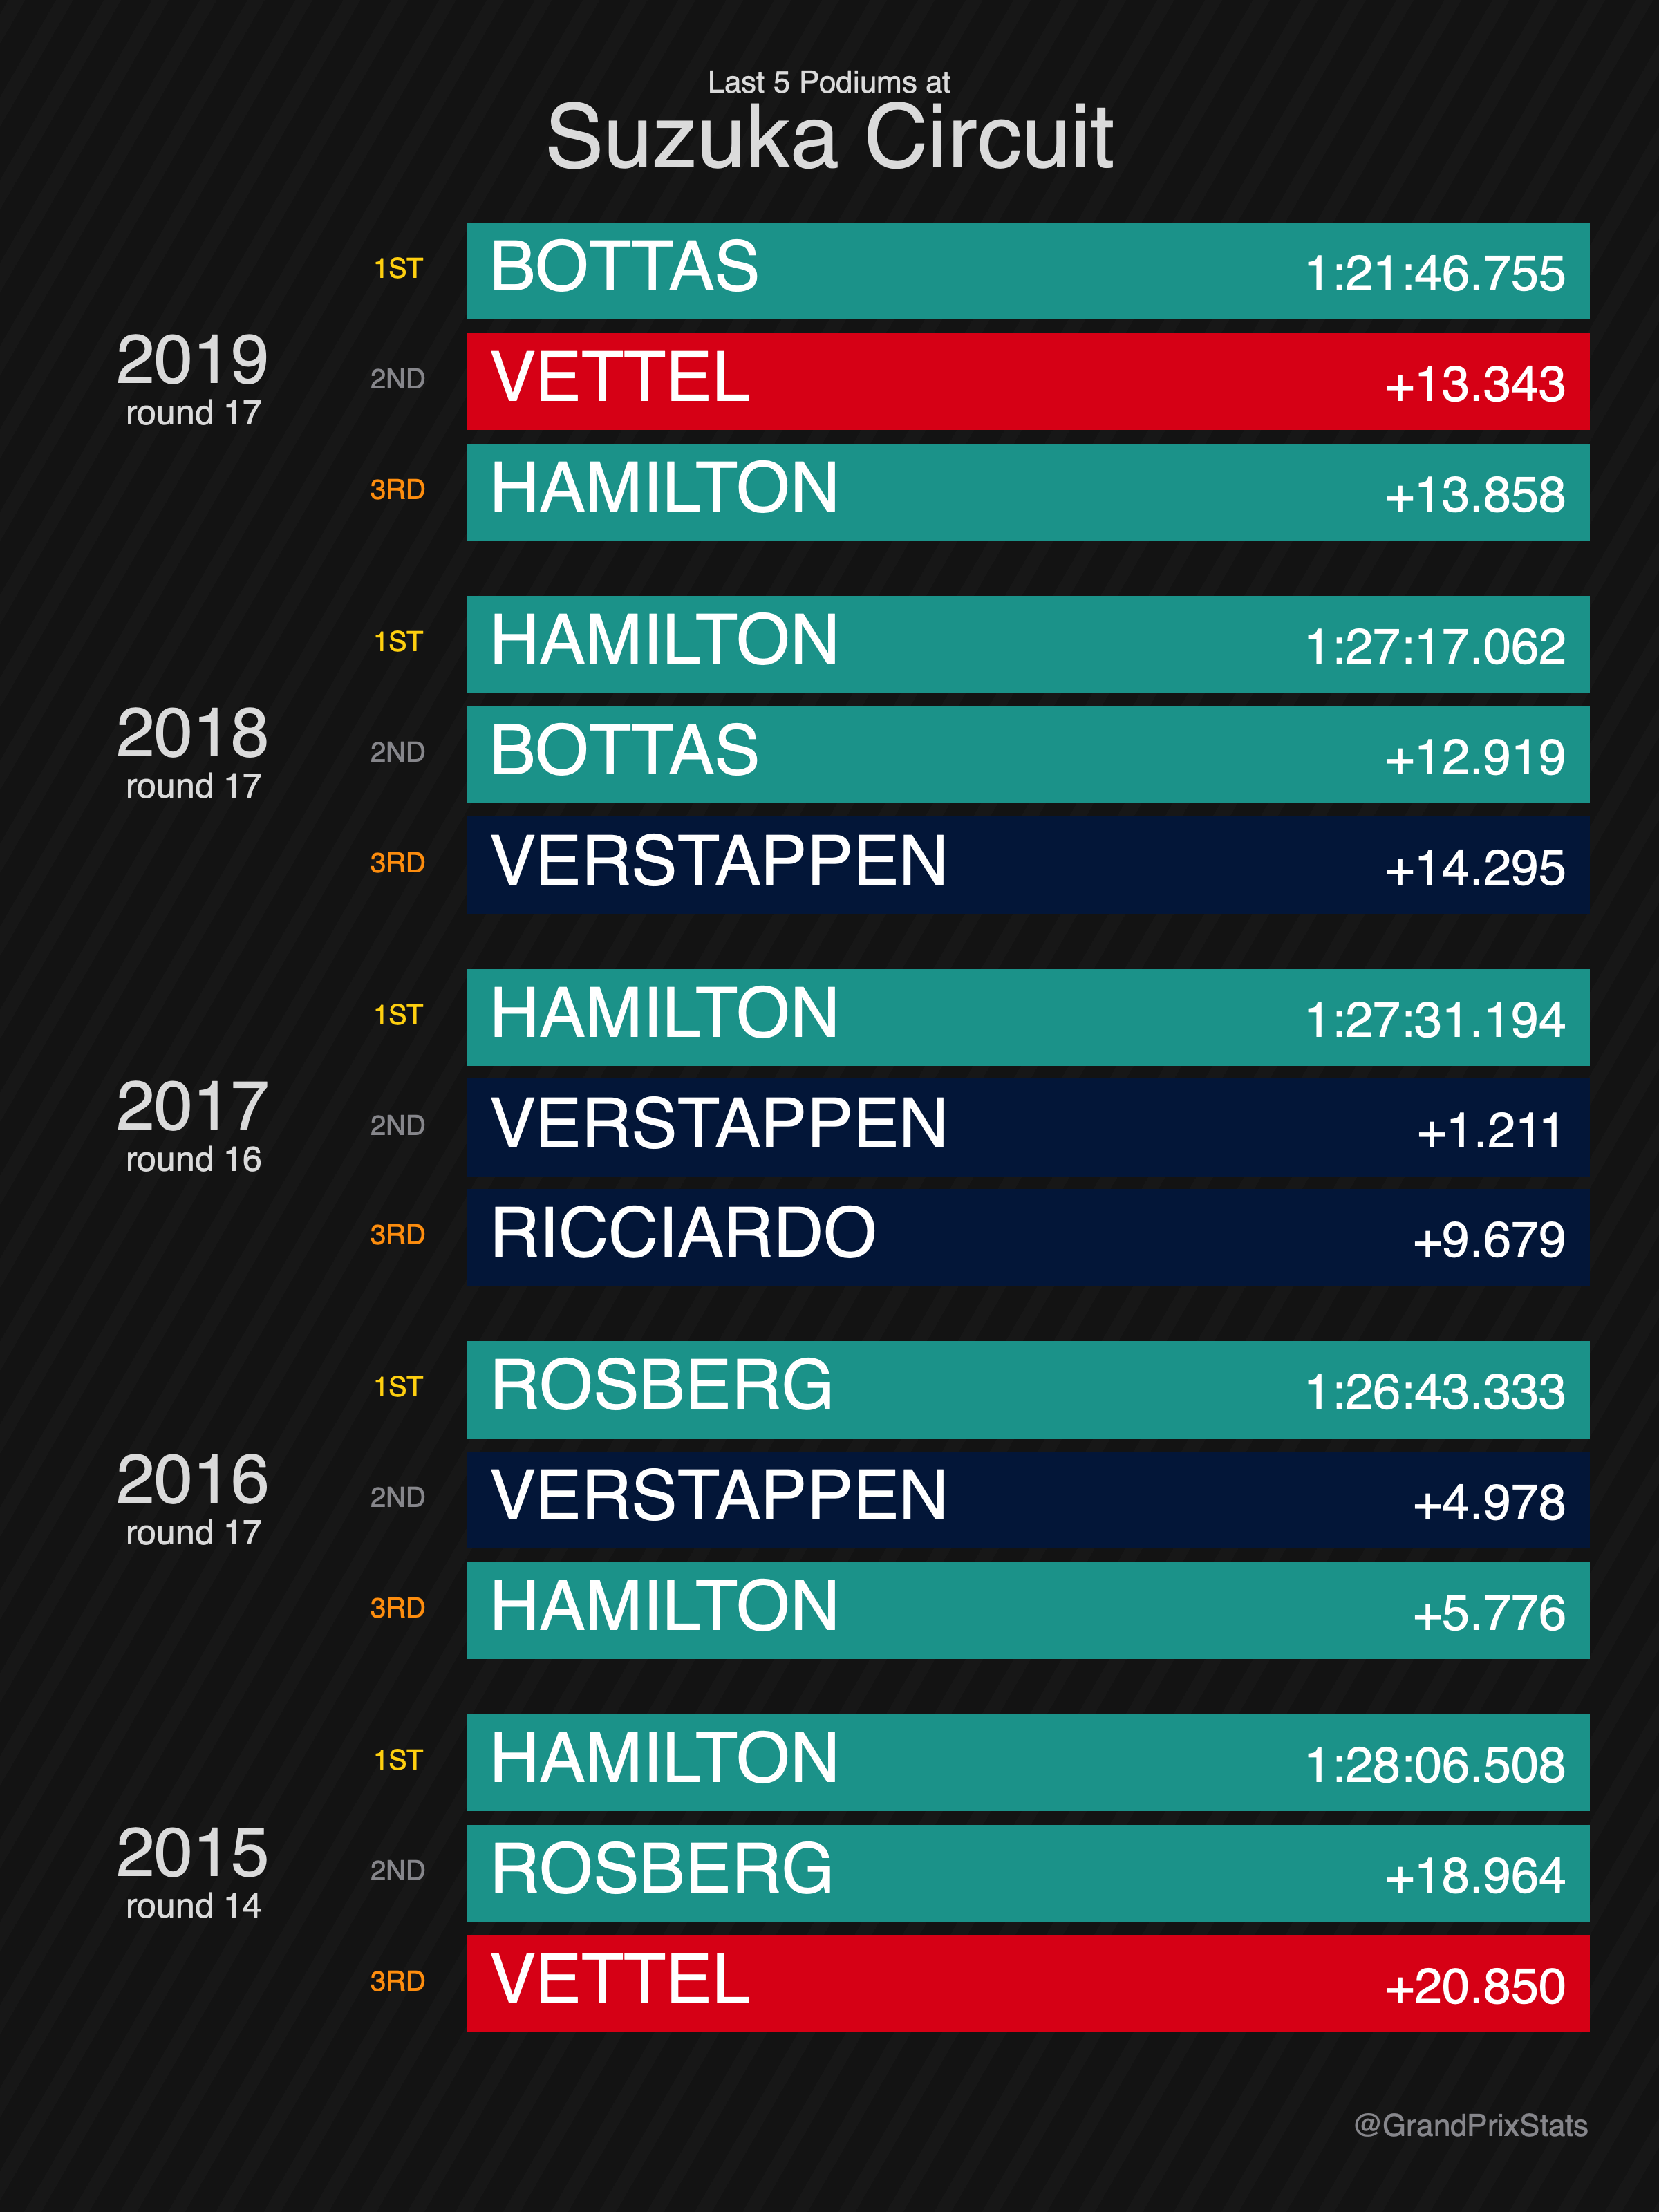 Last 5 Podiums at
Suzuka Circuit
2019
round 17
1ST BOTTAS 1:21:46.755
2ND VETTEL +13.343
3RD HAMILTON +13.858
2018
round 17
1ST HAMILTON 1:27:17.062
2ND BOTTAS +12.919
3RD VERSTAPPEN +14.295
2017
round 16
1ST HAMILTON 1:27:31.194
2ND VERSTAPPEN +1.211
3RD RICCIARDO +9.679
2016
round 17
1ST ROSBERG 1:26:43.333
2ND VERSTAPPEN +4.978
3RD HAMILTON +5.776
2015
round 14
1ST HAMILTON 1:28:06.508
2ND ROSBERG +18.964
3RD VETTEL +20.850
@GrandPrixStats